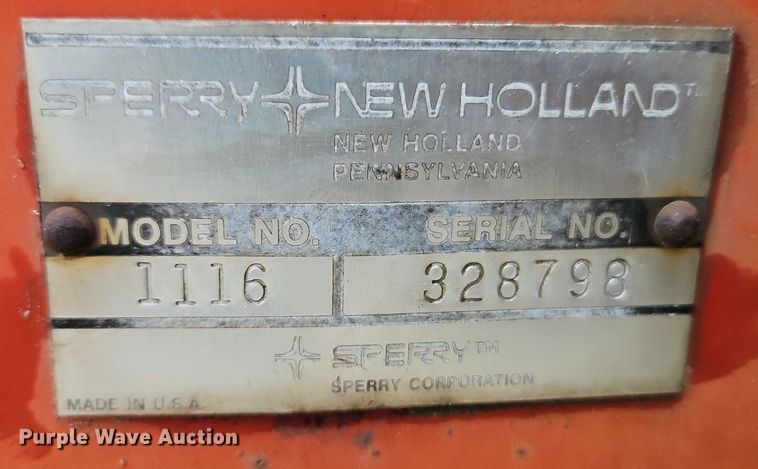 SPERRY NEW HOLLAND™
NEW HOLLAND
PENNSYLVANIA
MODEL NO. SERIAL NO.
1116 328798
SPERRY™
SPERRY CORPORATION
MADE IN U.S.A.
Purple Wave Auction